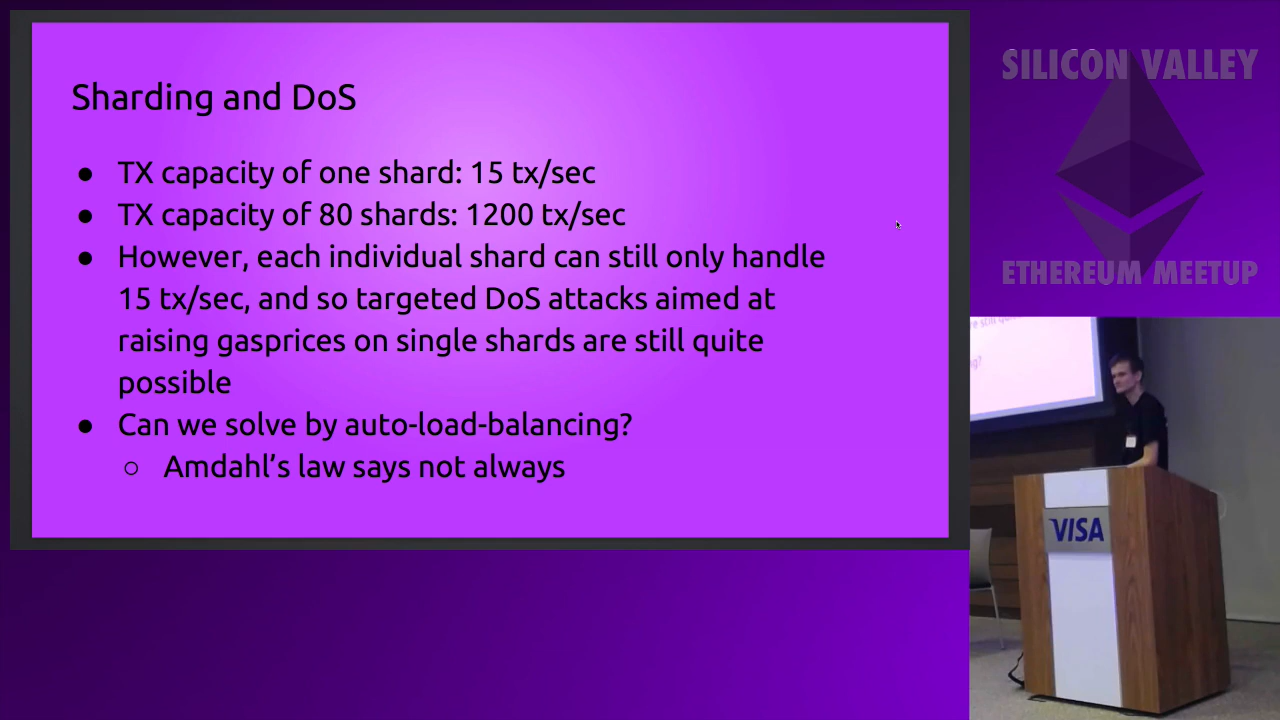 Sharding and DoS
● TX capacity of one shard: 15 tx/sec
● TX capacity of 80 shards: 1200 tx/sec
● However, each individual shard can still only handle
15 tx/sec, and so targeted DoS attacks aimed at
raising gasprices on single shards are still quite
possible
● Can we solve by auto-load-balancing?
○ Amdahl’s law says not always
SILICON VALLEY
ETHEREUM MEETUP
VISA